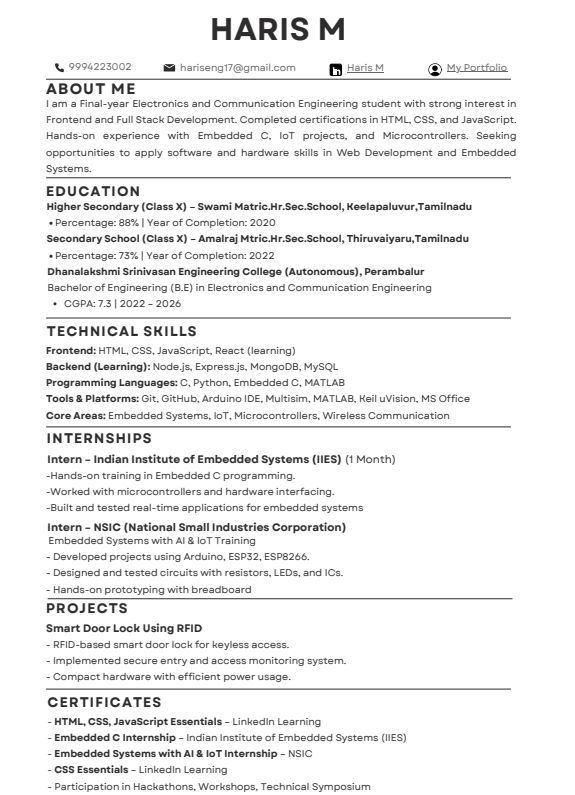 HARIS M
9994223002 hariseng17@gmail.com Haris M My Portfolio
ABOUT ME
I am a Final-year Electronics and Communication Engineering student with strong interest in
Frontend and Full Stack Development. Completed certifications in HTML, CSS, and JavaScript.
Hands-on experience with Embedded C, IoT projects, and Microcontrollers. Seeking
opportunities to apply software and hardware skills in Web Development and Embedded
Systems.
EDUCATION
Higher Secondary (Class X) – Swami Matric.Hr.Sec.School, Keelapaluvur,Tamilnadu
• Percentage: 88% | Year of Completion: 2020
Secondary School (Class X) – Amalraj Mtric.Hr.Sec.School, Thiruvaiyaru,Tamilnadu
• Percentage: 73% | Year of Completion: 2022
Dhanalakshmi Srinivasan Engineering College (Autonomous), Perambalur
Bachelor of Engineering (B.E) in Electronics and Communication Engineering
• CGPA: 7.3 | 2022 – 2026
TECHNICAL SKILLS
Frontend: HTML, CSS, JavaScript, React (learning)
Backend (Learning): Node.js, Express.js, MongoDB, MySQL
Programming Languages: C, Python, Embedded C, MATLAB
Tools & Platforms: Git, GitHub, Arduino IDE, Multisim, MATLAB, Keil uVision, MS Office
Core Areas: Embedded Systems, IoT, Microcontrollers, Wireless Communication
INTERNSHIPS
Intern – Indian Institute of Embedded Systems (IIES) (1 Month)
-Hands-on training in Embedded C programming.
-Worked with microcontrollers and hardware interfacing.
-Built and tested real-time applications for embedded systems
Intern – NSIC (National Small Industries Corporation)
Embedded Systems with AI & IoT Training
- Developed projects using Arduino, ESP32, ESP8266.
- Designed and tested circuits with resistors, LEDs, and ICs.
- Hands-on prototyping with breadboard
PROJECTS
Smart Door Lock Using RFID
- RFID-based smart door lock for keyless access.
- Implemented secure entry and access monitoring system.
- Compact hardware with efficient power usage.
CERTIFICATES
- HTML, CSS, JavaScript Essentials – LinkedIn Learning
- Embedded C Internship – Indian Institute of Embedded Systems (IIES)
- Embedded Systems with AI & IoT Internship – NSIC
- CSS Essentials – LinkedIn Learning
- Participation in Hackathons, Workshops, Technical Symposium